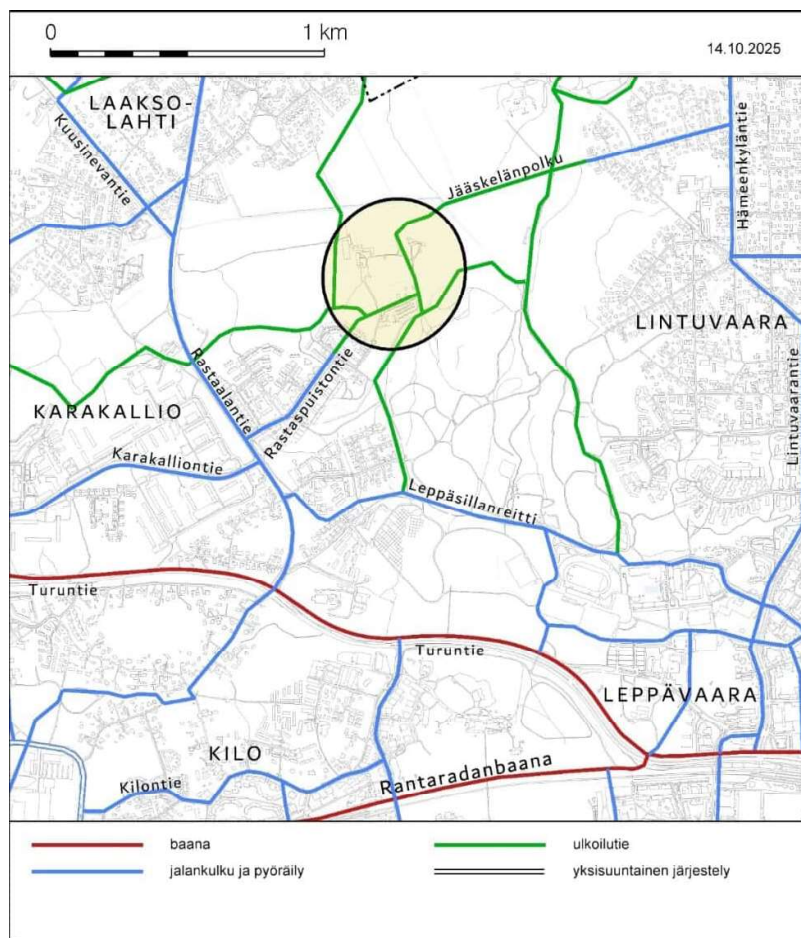 0 1 km
14.10.2025
LAAKSO-
LAHTI
Kuusinevantie
Jääskelänpolku
Hämeenkyläntie
LINTUVAARA
Rastaalantie
Rastaspuistontie
KARAKALLIO
Lintuvaarantie
Karakalliontie
Leppäsillanreitti
Turuntie
Turuntie
LEPPÄVAARA
KILO
Rantaradanbaana
Kilontie
baana
ulkoilutie
jalankulku ja pyöräily
yksisuuntainen järjestely